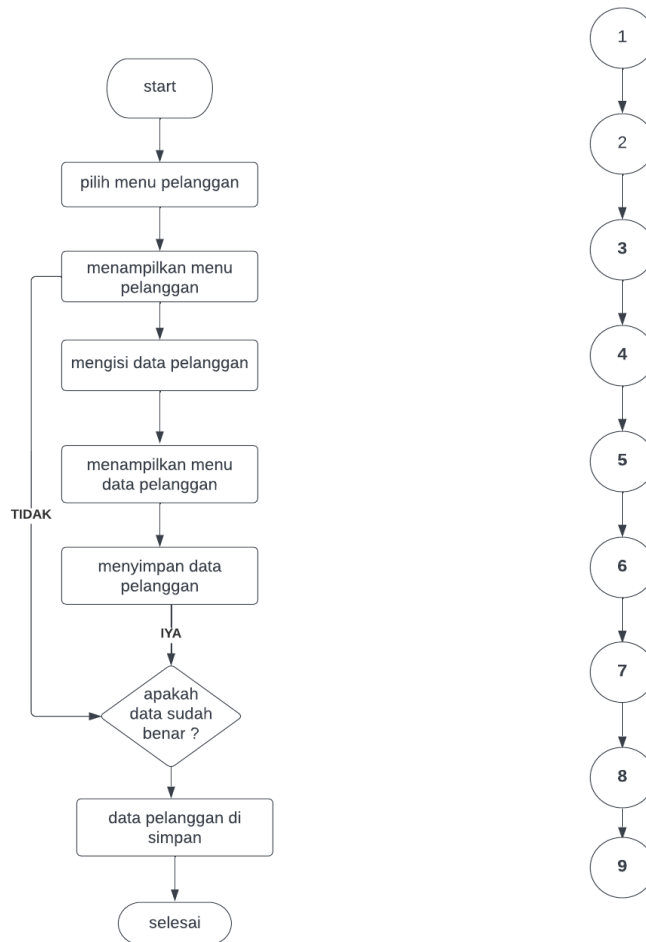 start
pilih menu pelanggan
menampilkan menu
pelanggan
mengisi data pelanggan
menampilkan menu
data pelanggan
TIDAK
menyimpan data
pelanggan
IYA
apakah
data sudah
benar ?
data pelanggan di
simpan
selesai
1
2
3
4
5
6
7
8
9